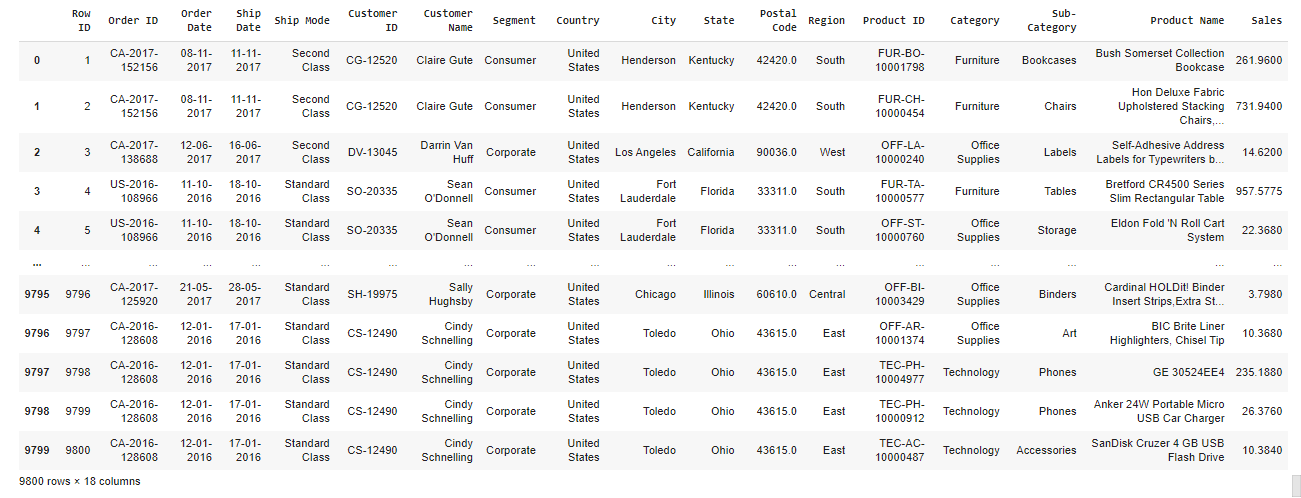 Row ID Order ID Order Date Ship Date Ship Mode Customer ID Customer Name Segment Country City State Postal Code Region Product ID Category Sub-Category Product Name Sales
0 1 CA-2017-152156 08-11-2017 11-11-2017 Second Class CG-12520 Claire Gute Consumer United States Henderson Kentucky 42420.0 South FUR-BO-10001798 Furniture Bookcases Bush Somerset Collection Bookcase 261.9600
1 2 CA-2017-152156 08-11-2017 11-11-2017 Second Class CG-12520 Claire Gute Consumer United States Henderson Kentucky 42420.0 South FUR-CH-10000454 Furniture Chairs Hon Deluxe Fabric Upholstered Stacking Chairs,... 731.9400
2 3 CA-2017-138688 12-06-2017 16-06-2017 Second Class DV-13045 Darrin Van Huff Corporate United States Los Angeles California 90036.0 West OFF-LA-10000240 Office Supplies Labels Self-Adhesive Address Labels for Typewriters b... 14.6200
3 4 US-2016-108966 11-10-2016 18-10-2016 Standard Class SO-20335 Sean O'Donnell Consumer United States Fort Lauderdale Florida 33311.0 South FUR-TA-10000577 Furniture Tables Bretford CR4500 Series Slim Rectangular Table 957.5775
4 5 US-2016-108966 11-10-2016 18-10-2016 Standard Class SO-20335 Sean O'Donnell Consumer United States Fort Lauderdale Florida 33311.0 South OFF-ST-10000760 Office Supplies Storage Eldon Fold 'N Roll Cart System 22.3680
... ... ... ... ... ... ... ... ... ... ... ... ... ... ... ... ... ... ...
9795 9796 CA-2017-125920 21-05-2017 28-05-2017 Standard Class SH-19975 Sally Hughsby Corporate United States Chicago Illinois 60610.0 Central OFF-BI-10003429 Office Supplies Binders Cardinal HOLDit! Binder Insert Strips,Extra St... 3.7980
9796 9797 CA-2016-128608 12-01-2016 17-01-2016 Standard Class CS-12490 Cindy Schnelling Corporate United States Toledo Ohio 43615.0 East OFF-AR-10001374 Office Supplies Art BIC Brite Liner Highlighters, Chisel Tip 10.3680
9797 9798 CA-2016-128608 12-01-2016 17-01-2016 Standard Class CS-12490 Cindy Schnelling Corporate United States Toledo Ohio 43615.0 East TEC-PH-10004977 Technology Phones GE 30524EE4 235.1880
9798 9799 CA-2016-128608 12-01-2016 17-01-2016 Standard Class CS-12490 Cindy Schnelling Corporate United States Toledo Ohio 43615.0 East TEC-PH-10000912 Technology Phones Anker 24W Portable Micro USB Car Charger 26.3760
9799 9800 CA-2016-128608 12-01-2016 17-01-2016 Standard Class CS-12490 Cindy Schnelling Corporate United States Toledo Ohio 43615.0 East TEC-AC-10000487 Technology Accessories SanDisk Cruzer 4 GB USB Flash Drive 10.3840
9800 rows × 18 columns